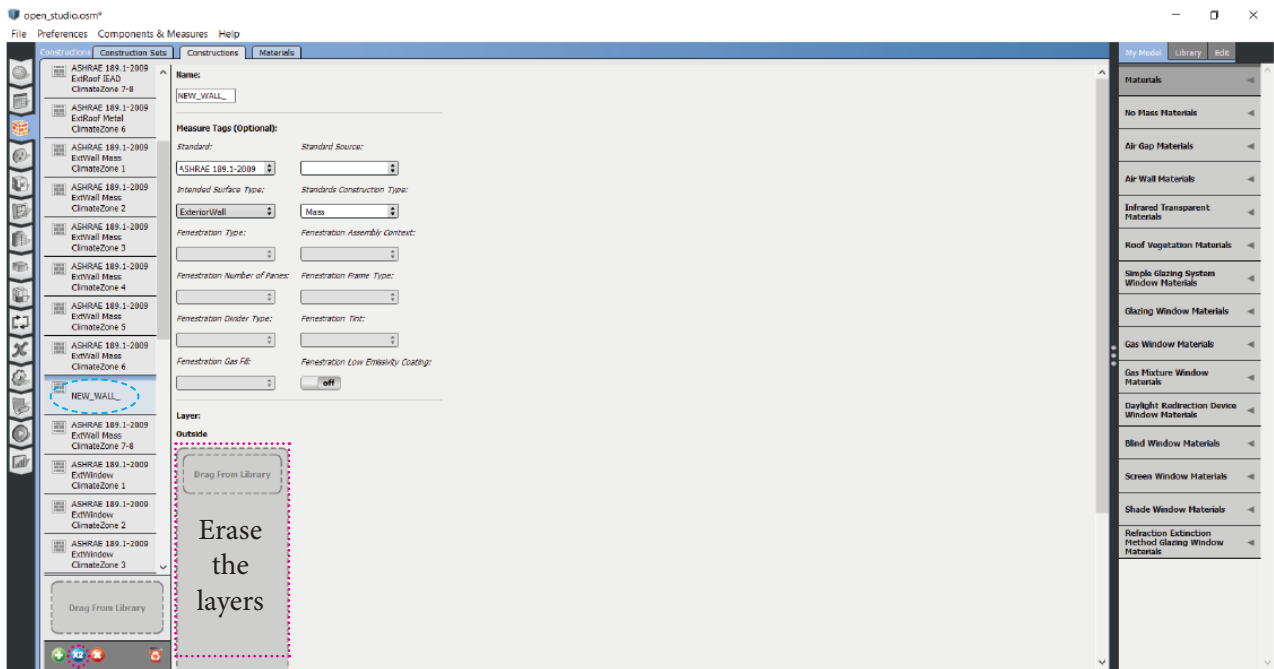 open_studio.osm*
File Preferences Components & Measures Help
Constructions
Construction Sets
Constructions
Materials
My Model
Library
Edit
ASHRAE 189.1-2009
ExtRoof IEAD
ClimateZone 7-8
ASHRAE 189.1-2009
ExtRoof Metal
ClimateZone 6
ASHRAE 189.1-2009
ExtWall Mass
ClimateZone 1
ASHRAE 189.1-2009
ExtWall Mass
ClimateZone 2
ASHRAE 189.1-2009
ExtWall Mass
ClimateZone 3
ASHRAE 189.1-2009
ExtWall Mass
ClimateZone 4
ASHRAE 189.1-2009
ExtWall Mass
ClimateZone 5
ASHRAE 189.1-2009
ExtWall Mass
ClimateZone 6
NEW_WALL_
ASHRAE 189.1-2009
ExtWall Mass
ClimateZone 7-8
ASHRAE 189.1-2009
ExtWindow
ClimateZone 1
ASHRAE 189.1-2009
ExtWindow
ClimateZone 2
ASHRAE 189.1-2009
ExtWindow
ClimateZone 3
Drag From Library
x2
Name:
NEW_WALL_
Measure Tags (Optional):
Standard:
Standard Source:
ASHRAE 189.1-2009
Intended Surface Type:
Standards Construction Type:
ExteriorWall
Mass
Fenestration Type:
Fenestration Assembly Context:
Fenestration Number of Panes:
Fenestration Frame Type:
Fenestration Divider Type:
Fenestration Tint:
Fenestration Gas Fill:
Fenestration Low Emissivity Coating:
off
Layer:
Outside
Drag From Library
Erase
the
layers
Materials
No Mass Materials
Air Gap Materials
Air Wall Materials
Infrared Transparent
Materials
Roof Vegetation Materials
Simple Glazing System
Window Materials
Glazing Window Materials
Gas Window Materials
Gas Mixture Window
Materials
Daylight Redirection Device
Window Materials
Blind Window Materials
Screen Window Materials
Shade Window Materials
Refraction Extinction
Method Glazing Window
Materials